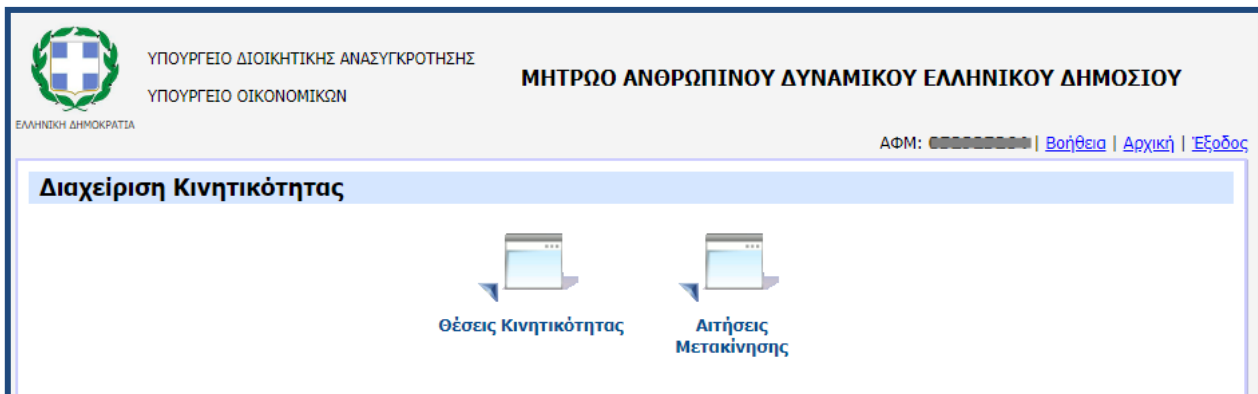 ΥΠΟΥΡΓΕΙΟ ΔΙΟΙΚΗΤΙΚΗΣ ΑΝΑΣΥΓΚΡΟΤΗΣΗΣ
ΥΠΟΥΡΓΕΙΟ ΟΙΚΟΝΟΜΙΚΩΝ
ΜΗΤΡΩΟ ΑΝΘΡΩΠΙΝΟΥ ΔΥΝΑΜΙΚΟΥ ΕΛΛΗΝΙΚΟΥ ΔΗΜΟΣΙΟΥ
ΕΛΛΗΝΙΚΗ ΔΗΜΟΚΡΑΤΙΑ
ΑΦΜ: | Βοήθεια | Αρχική | Έξοδος
Διαχείριση Κινητικότητας
Θέσεις Κινητικότητας
Αιτήσεις
Μετακίνησης